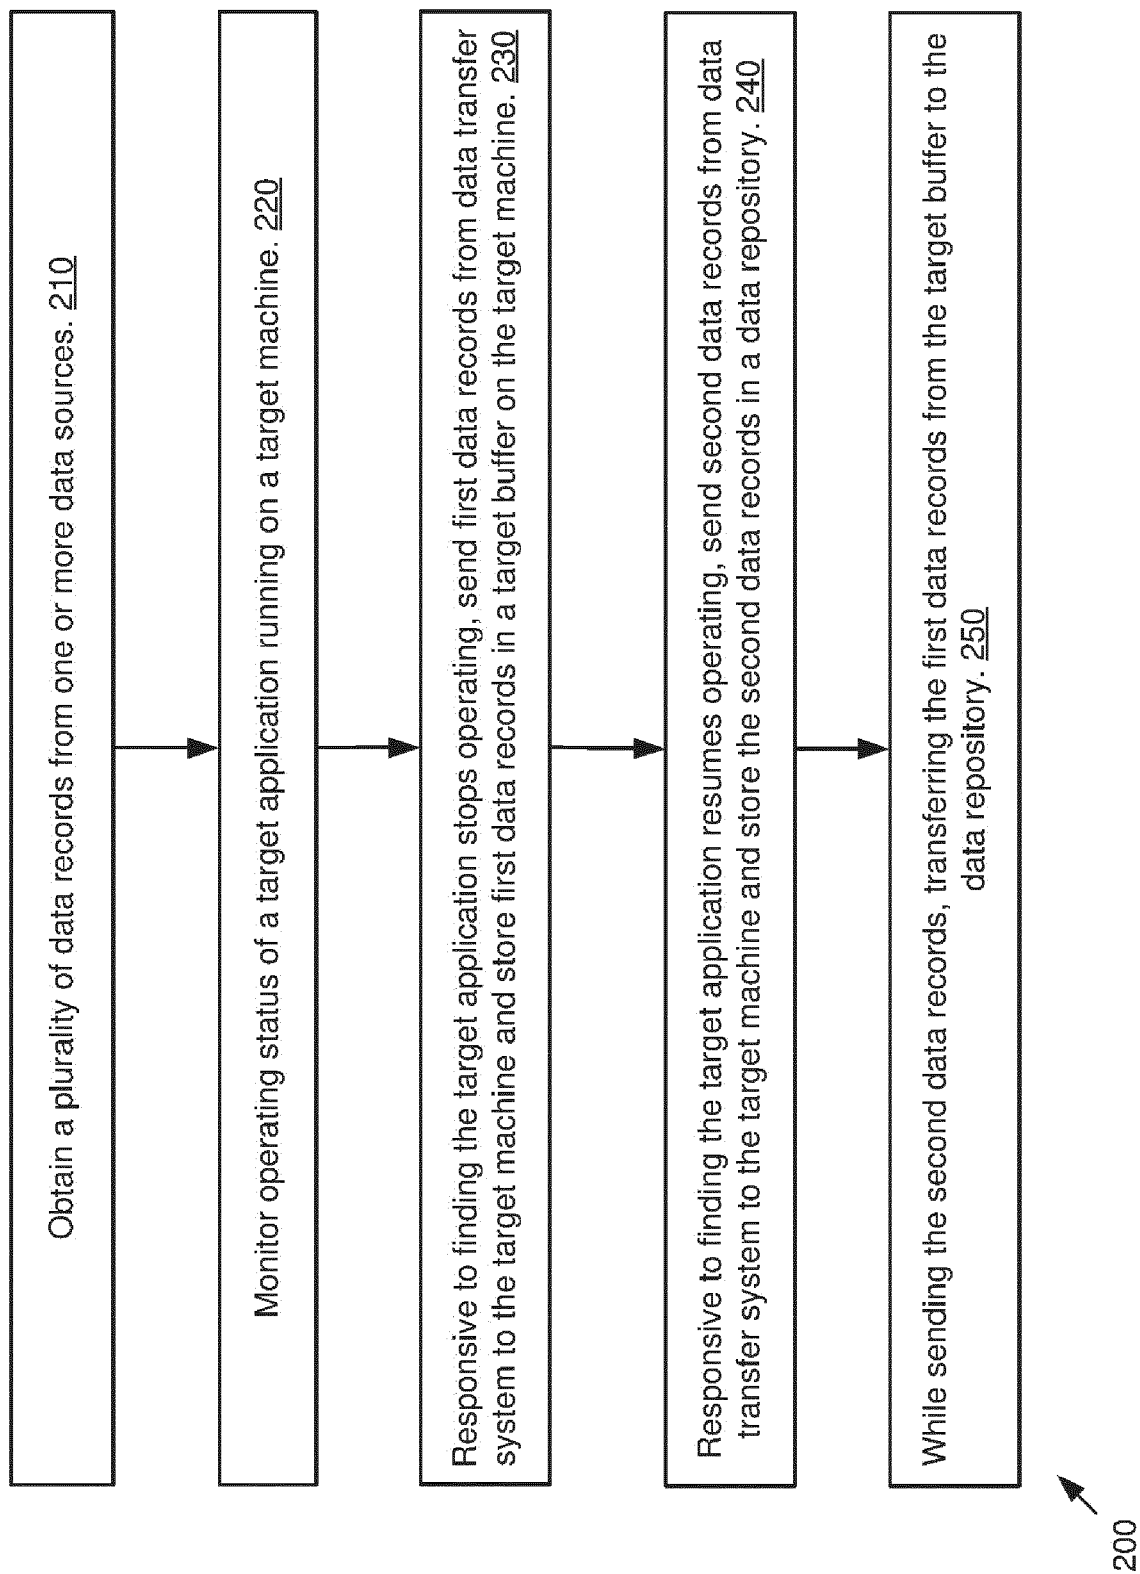 Obtain a plurality of data records from one or more data sources. 210
Monitor operating status of a target application running on a target machine. 220
Responsive to finding the target application stops operating, send first data records from data transfer
system to the target machine and store first data records in a target buffer on the target machine. 230
Responsive to finding the target application resumes operating, send second data records from data
transfer system to the target machine and store the second data records in a data repository. 240
While sending the second data records, transferring the first data records from the target buffer to the
data repository. 250
200